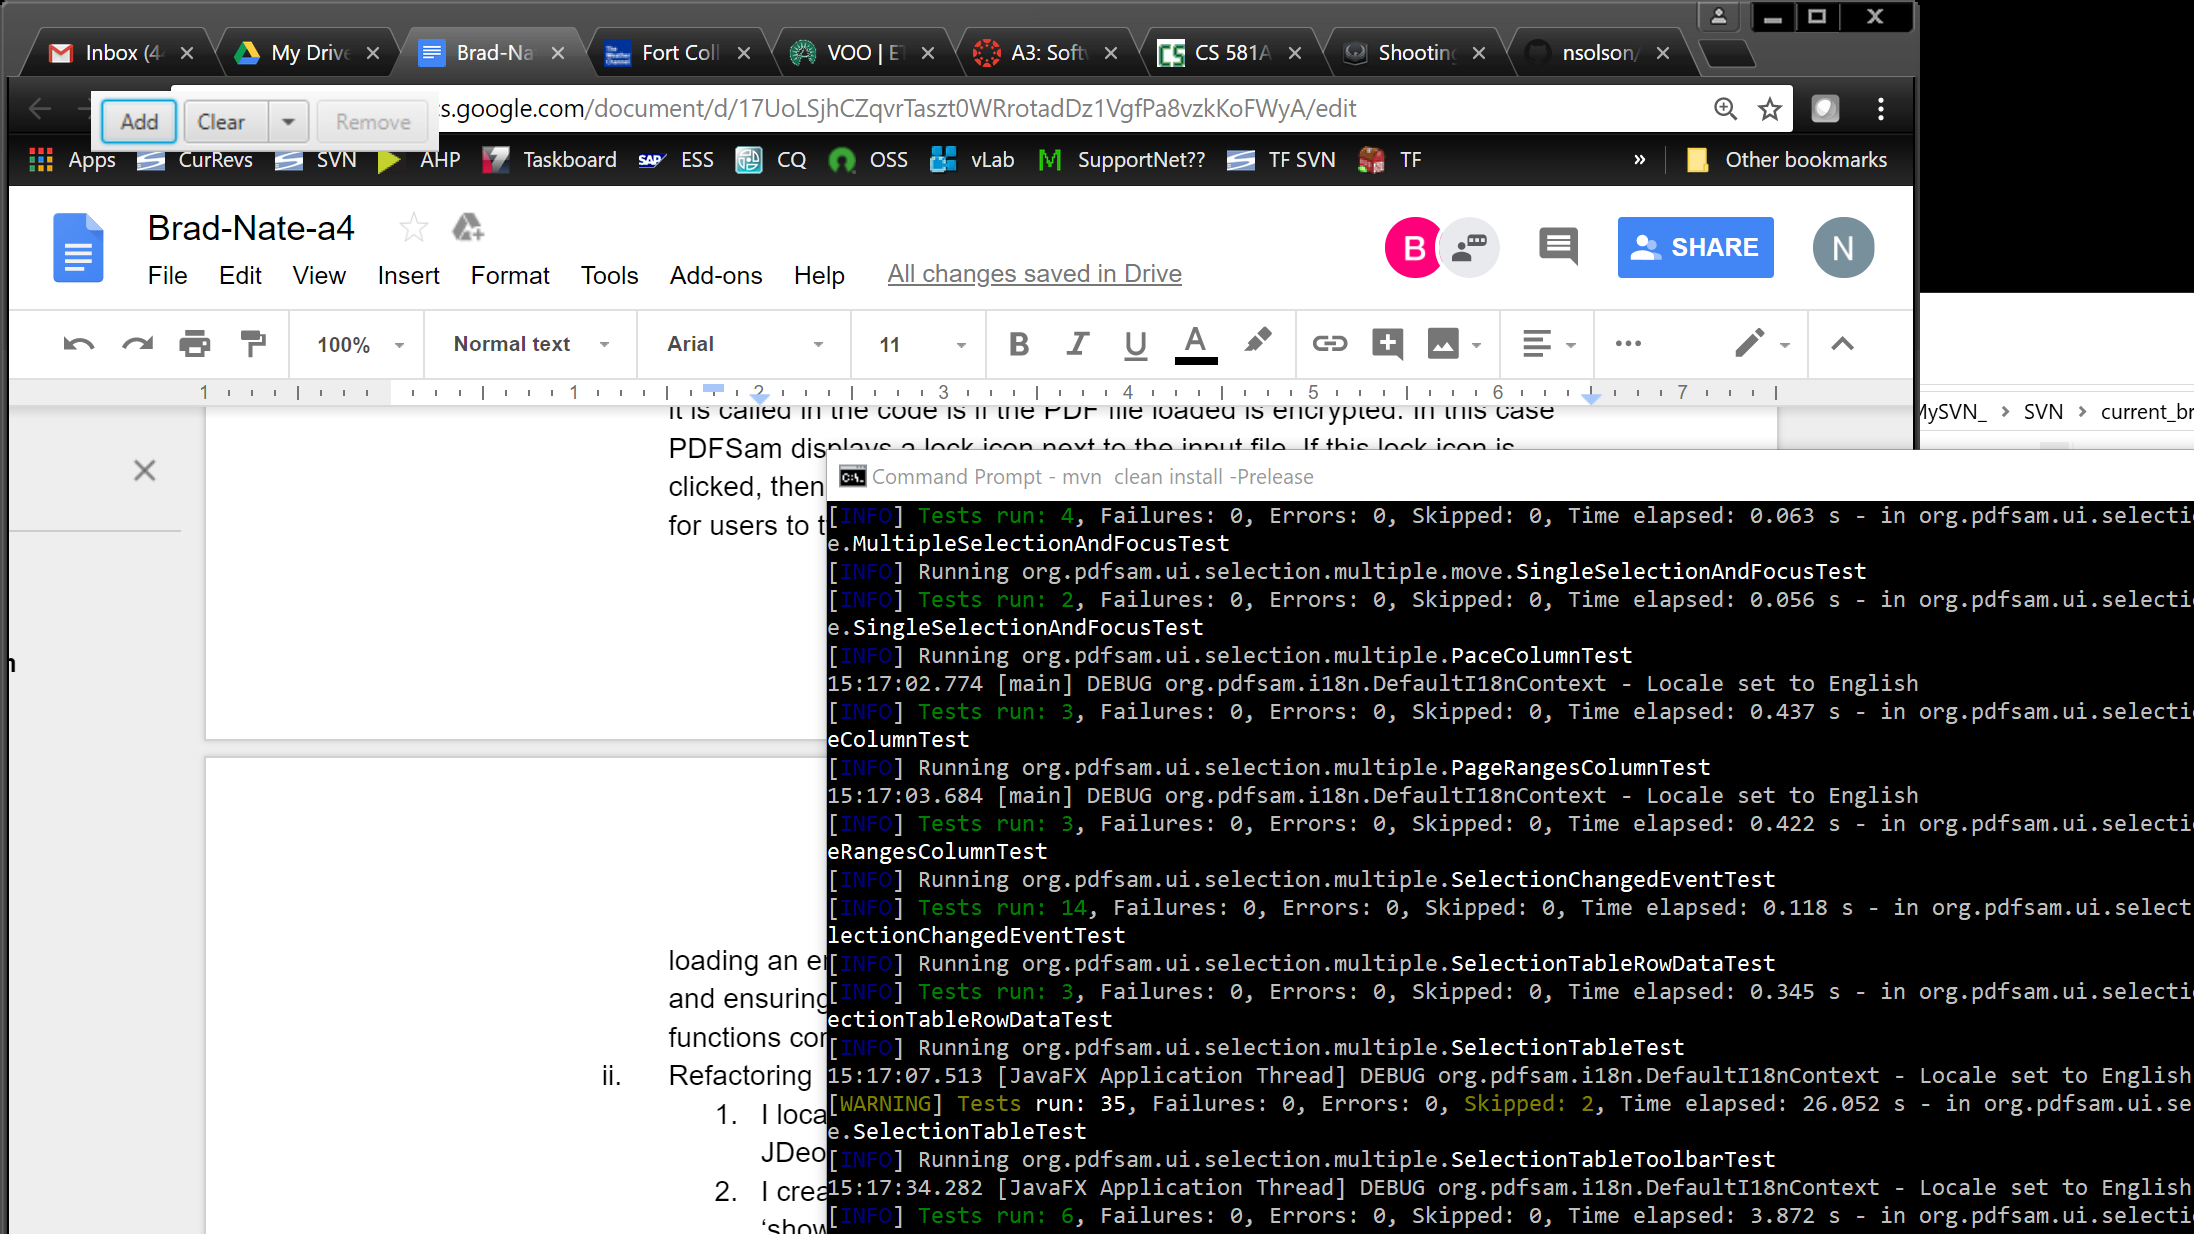 Inbox (4
My Drive
Brad-Na
Fort Coll
VOO | ET
A3: Softw
CS 581A
Shooting
nsolson/
Add
Clear
Remove
cs.google.com/document/d/17UoLSjhCZqvrTaszt0WRrotadDz1VgfPa8vzkKoFWyA/edit
Apps
CurRevs
SVN
AHP
Taskboard
ESS
CQ
OSS
vLab
SupportNet??
TF SVN
TF
»
Other bookmarks
Brad-Nate-a4
B
SHARE
N
File Edit View Insert Format Tools Add-ons Help
All changes saved in Drive
100%
Normal text
Arial
11
B I U A
1 1 2 3 4 5 6 7
MySVN_ > SVN > current_br
it is called in the code is if the PDF file loaded is encrypted. In this case
PDFSam displays a lock icon next to the input file. If this lock icon is
clicked, then
for users to t
n
loading an en
and ensuring
functions cor
ii. Refactoring
1. I loca
JDeo
2. I crea
‘show
Command Prompt - mvn  clean install -Prelease
[INFO] Tests run: 4, Failures: 0, Errors: 0, Skipped: 0, Time elapsed: 0.063 s - in org.pdfsam.ui.selecti
e.MultipleSelectionAndFocusTest
[INFO] Running org.pdfsam.ui.selection.multiple.move.SingleSelectionAndFocusTest
[INFO] Tests run: 2, Failures: 0, Errors: 0, Skipped: 0, Time elapsed: 0.056 s - in org.pdfsam.ui.selecti
e.SingleSelectionAndFocusTest
[INFO] Running org.pdfsam.ui.selection.multiple.PaceColumnTest
15:17:02.774 [main] DEBUG org.pdfsam.i18n.DefaultI18nContext - Locale set to English
[INFO] Tests run: 3, Failures: 0, Errors: 0, Skipped: 0, Time elapsed: 0.437 s - in org.pdfsam.ui.selecti
eColumnTest
[INFO] Running org.pdfsam.ui.selection.multiple.PageRangesColumnTest
15:17:03.684 [main] DEBUG org.pdfsam.i18n.DefaultI18nContext - Locale set to English
[INFO] Tests run: 3, Failures: 0, Errors: 0, Skipped: 0, Time elapsed: 0.422 s - in org.pdfsam.ui.selecti
eRangesColumnTest
[INFO] Running org.pdfsam.ui.selection.multiple.SelectionChangedEventTest
[INFO] Tests run: 14, Failures: 0, Errors: 0, Skipped: 0, Time elapsed: 0.118 s - in org.pdfsam.ui.select
lectionChangedEventTest
[INFO] Running org.pdfsam.ui.selection.multiple.SelectionTableRowDataTest
[INFO] Tests run: 3, Failures: 0, Errors: 0, Skipped: 0, Time elapsed: 0.345 s - in org.pdfsam.ui.selecti
ectionTableRowDataTest
[INFO] Running org.pdfsam.ui.selection.multiple.SelectionTableTest
15:17:07.513 [JavaFX Application Thread] DEBUG org.pdfsam.i18n.DefaultI18nContext - Locale set to English
[WARNING] Tests run: 35, Failures: 0, Errors: 0, Skipped: 2, Time elapsed: 26.052 s - in org.pdfsam.ui.se
e.SelectionTableTest
[INFO] Running org.pdfsam.ui.selection.multiple.SelectionTableToolbarTest
15:17:34.282 [JavaFX Application Thread] DEBUG org.pdfsam.i18n.DefaultI18nContext - Locale set to English
[INFO] Tests run: 6, Failures: 0, Errors: 0, Skipped: 0, Time elapsed: 3.872 s - in org.pdfsam.ui.selecti